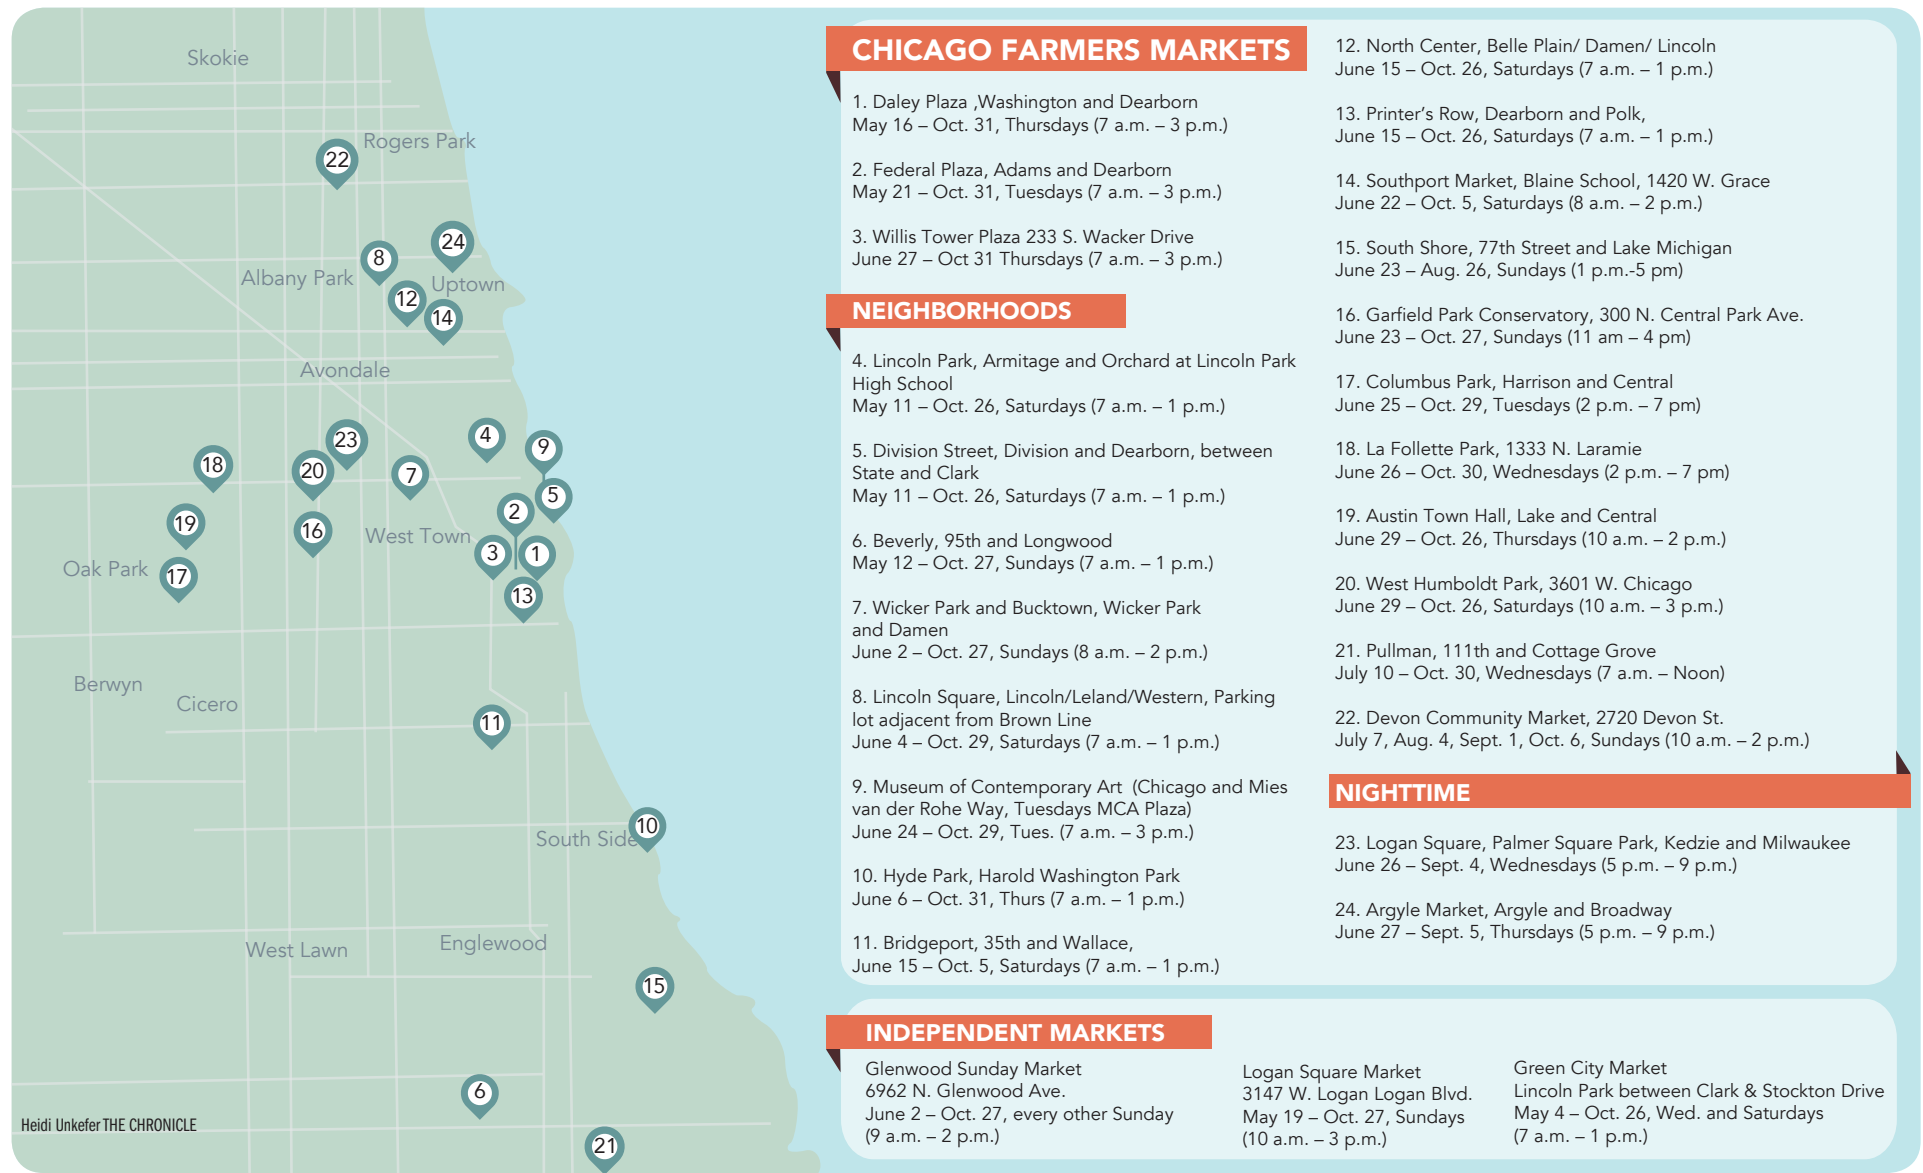 Skokie
Rogers Park
22
24
8
Albany Park
Uptown
12
14
Avondale
4
23
9
18
20
7
5
2
19
16
West Town
3
1
Oak Park
17
13
Berwyn
Cicero
11
10
South Side
West Lawn
Englewood
15
6
21
Heidi Unkefer THE CHRONICLE
CHICAGO FARMERS MARKETS
1. Daley Plaza ,Washington and Dearborn
May 16 – Oct. 31, Thursdays (7 a.m. – 3 p.m.)
2. Federal Plaza, Adams and Dearborn
May 21 – Oct. 31, Tuesdays (7 a.m. – 3 p.m.)
3. Willis Tower Plaza 233 S. Wacker Drive
June 27 – Oct 31 Thursdays (7 a.m. – 3 p.m.)
NEIGHBORHOODS
4. Lincoln Park, Armitage and Orchard at Lincoln Park
High School
May 11 – Oct. 26, Saturdays (7 a.m. – 1 p.m.)
5. Division Street, Division and Dearborn, between
State and Clark
May 11 – Oct. 26, Saturdays (7 a.m. – 1 p.m.)
6. Beverly, 95th and Longwood
May 12 – Oct. 27, Sundays (7 a.m. – 1 p.m.)
7. Wicker Park and Bucktown, Wicker Park
and Damen
June 2 – Oct. 27, Sundays (8 a.m. – 2 p.m.)
8. Lincoln Square, Lincoln/Leland/Western, Parking
lot adjacent from Brown Line
June 4 – Oct. 29, Saturdays (7 a.m. – 1 p.m.)
9. Museum of Contemporary Art (Chicago and Mies
van der Rohe Way, Tuesdays MCA Plaza)
June 24 – Oct. 29, Tues. (7 a.m. – 3 p.m.)
10. Hyde Park, Harold Washington Park
June 6 – Oct. 31, Thurs (7 a.m. – 1 p.m.)
11. Bridgeport, 35th and Wallace,
June 15 – Oct. 5, Saturdays (7 a.m. – 1 p.m.)
12. North Center, Belle Plain/ Damen/ Lincoln
June 15 – Oct. 26, Saturdays (7 a.m. – 1 p.m.)
13. Printer’s Row, Dearborn and Polk,
June 15 – Oct. 26, Saturdays (7 a.m. – 1 p.m.)
14. Southport Market, Blaine School, 1420 W. Grace
June 22 – Oct. 5, Saturdays (8 a.m. – 2 p.m.)
15. South Shore, 77th Street and Lake Michigan
June 23 – Aug. 26, Sundays (1 p.m.-5 pm)
16. Garfield Park Conservatory, 300 N. Central Park Ave.
June 23 – Oct. 27, Sundays (11 am – 4 pm)
17. Columbus Park, Harrison and Central
June 25 – Oct. 29, Tuesdays (2 p.m. – 7 pm)
18. La Follette Park, 1333 N. Laramie
June 26 – Oct. 30, Wednesdays (2 p.m. – 7 pm)
19. Austin Town Hall, Lake and Central
June 29 – Oct. 26, Thursdays (10 a.m. – 2 p.m.)
20. West Humboldt Park, 3601 W. Chicago
June 29 – Oct. 26, Saturdays (10 a.m. – 3 p.m.)
21. Pullman, 111th and Cottage Grove
July 10 – Oct. 30, Wednesdays (7 a.m. – Noon)
22. Devon Community Market, 2720 Devon St.
July 7, Aug. 4, Sept. 1, Oct. 6, Sundays (10 a.m. – 2 p.m.)
NIGHTTIME
23. Logan Square, Palmer Square Park, Kedzie and Milwaukee
June 26 – Sept. 4, Wednesdays (5 p.m. – 9 p.m.)
24. Argyle Market, Argyle and Broadway
June 27 – Sept. 5, Thursdays (5 p.m. – 9 p.m.)
INDEPENDENT MARKETS
Glenwood Sunday Market
6962 N. Glenwood Ave.
June 2 – Oct. 27, every other Sunday
(9 a.m. – 2 p.m.)
Logan Square Market
3147 W. Logan Logan Blvd.
May 19 – Oct. 27, Sundays
(10 a.m. – 3 p.m.)
Green City Market
Lincoln Park between Clark & Stockton Drive
May 4 – Oct. 26, Wed. and Saturdays
(7 a.m. – 1 p.m.)